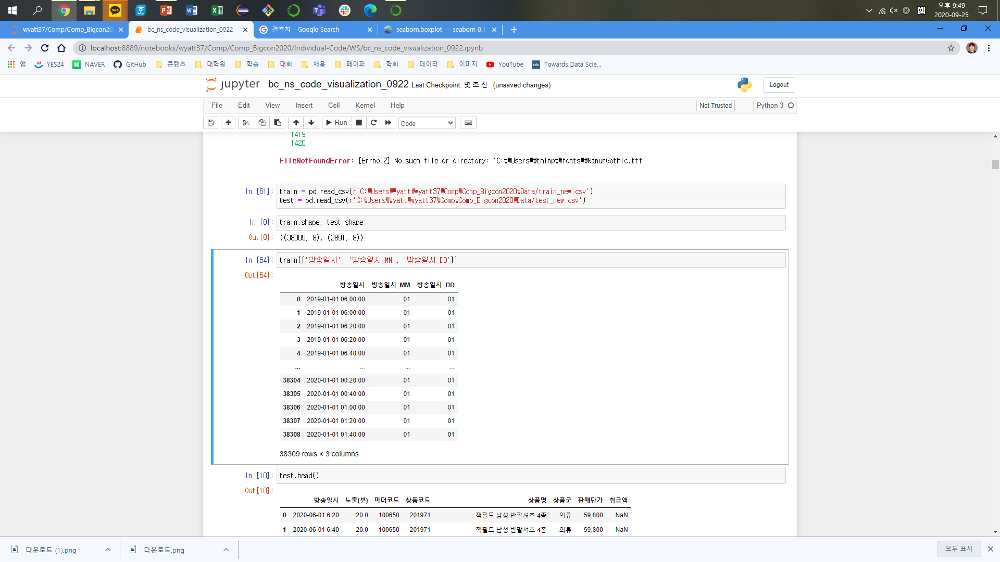 오후 9:49
2020-09-25
wyatt37/Comp/Comp_Bigcon20
bc_ns_code_visualization_0922 -
결측치 - Google Search
seaborn.boxplot — seaborn 0.1
localhost:8889/notebooks/wyatt37/Comp/Comp_Bigcon2020/Individual-Code/WS/bc_ns_code_visualization_0922.ipynb
앱 YES24 NAVER GitHub 콘텐츠 대학원 학습 대회 채용 페이퍼 학회 데이터 이미지 YouTube Towards Data Scie...
jupyter bc_ns_code_visualization_0922 Last Checkpoint: 몇 초 전 (unsaved changes)
Logout
File Edit View Insert Cell Kernel Help Not Trusted Python 3
Run Code
1419
1420
FileNotFoundError: [Errno 2] No such file or directory: 'C:₩₩Users₩₩thinp₩₩fonts₩₩NanumGothic.ttf'
In [61]: train = pd.read_csv(r'C:₩Users₩Wyatt₩wyatt37₩Comp₩Comp_Bigcon2020₩Data/train_new.csv')
test = pd.read_csv(r'C:₩Users₩Wyatt₩wyatt37₩Comp₩Comp_Bigcon2020₩Data/test_new.csv')
In [8]: train.shape, test.shape
Out[8]: ((38309, 8), (2891, 8))
In [64]: train[['방송일시', '방송일시_MM', '방송일시_DD']]
Out[64]:
방송일시 방송일시_MM 방송일시_DD
0 2019-01-01 06:00:00 01 01
1 2019-01-01 06:00:00 01 01
2 2019-01-01 06:20:00 01 01
3 2019-01-01 06:20:00 01 01
4 2019-01-01 06:40:00 01 01
... ... ... ...
38304 2020-01-01 00:20:00 01 01
38305 2020-01-01 00:40:00 01 01
38306 2020-01-01 01:00:00 01 01
38307 2020-01-01 01:20:00 01 01
38308 2020-01-01 01:40:00 01 01
38309 rows × 3 columns
In [10]: test.head()
Out[10]:
방송일시 노출(분) 마더코드 상품코드 상품명 상품군 판매단가 취급액
0 2020-06-01 6:20 20.0 100650 201971 잭필드 남성 반팔셔츠 4종 의류 59,800 NaN
1 2020-06-01 6:40 20.0 100650 201971 잭필드 남성 반팔셔츠 4종 의류 59,800 NaN
다운로드 (1).png
다운로드.png
모두 표시